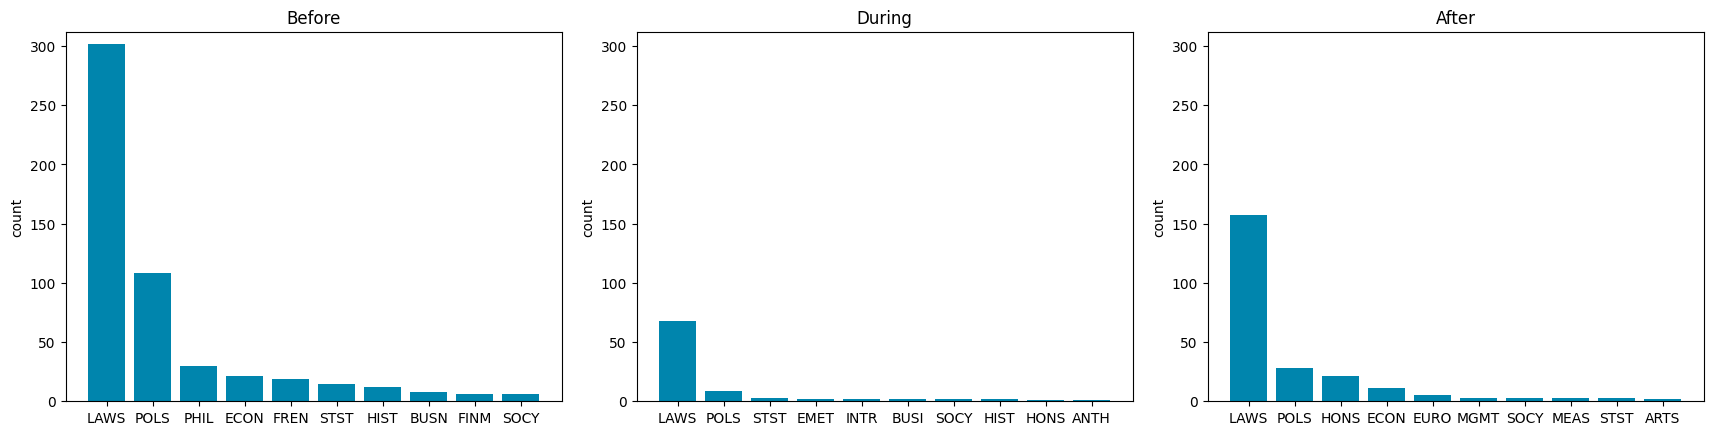 Before
300
250
200
150
100
50
0
count
LAWS POLS PHIL ECON FREN STST HIST BUSN FINM SOCY
During
300
250
200
150
100
50
0
count
LAWS POLS STST EMET INTR BUSI SOCY HIST HONS ANTH
After
300
250
200
150
100
50
0
count
LAWS POLS HONS ECON EURO MGMT SOCY MEAS STST ARTS